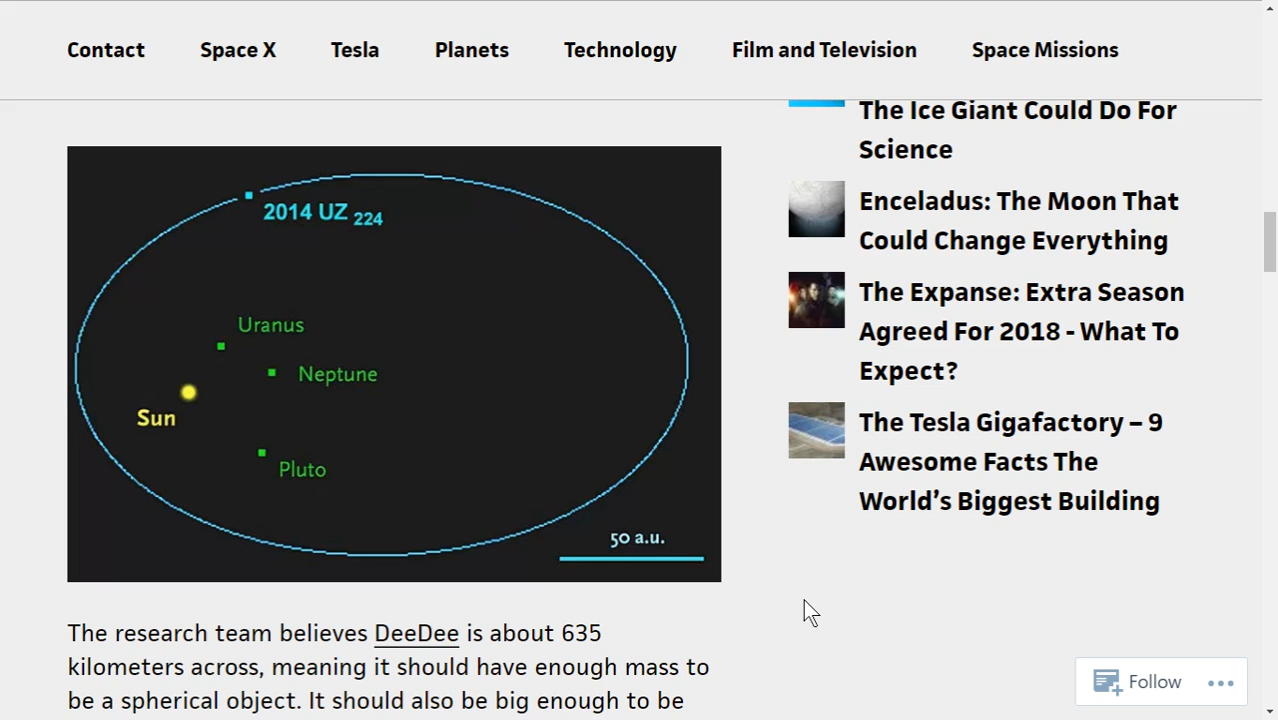 Contact Space X Tesla Planets Technology Film and Television Space Missions
2014 UZ 224
Uranus
Neptune
Sun
Pluto
50 a.u.
The research team believes DeeDee is about 635
kilometers across, meaning it should have enough mass to
be a spherical object. It should also be big enough to be
The Ice Giant Could Do For
Science
Enceladus: The Moon That
Could Change Everything
The Expanse: Extra Season
Agreed For 2018 - What To
Expect?
The Tesla Gigafactory – 9
Awesome Facts The
World’s Biggest Building
Follow